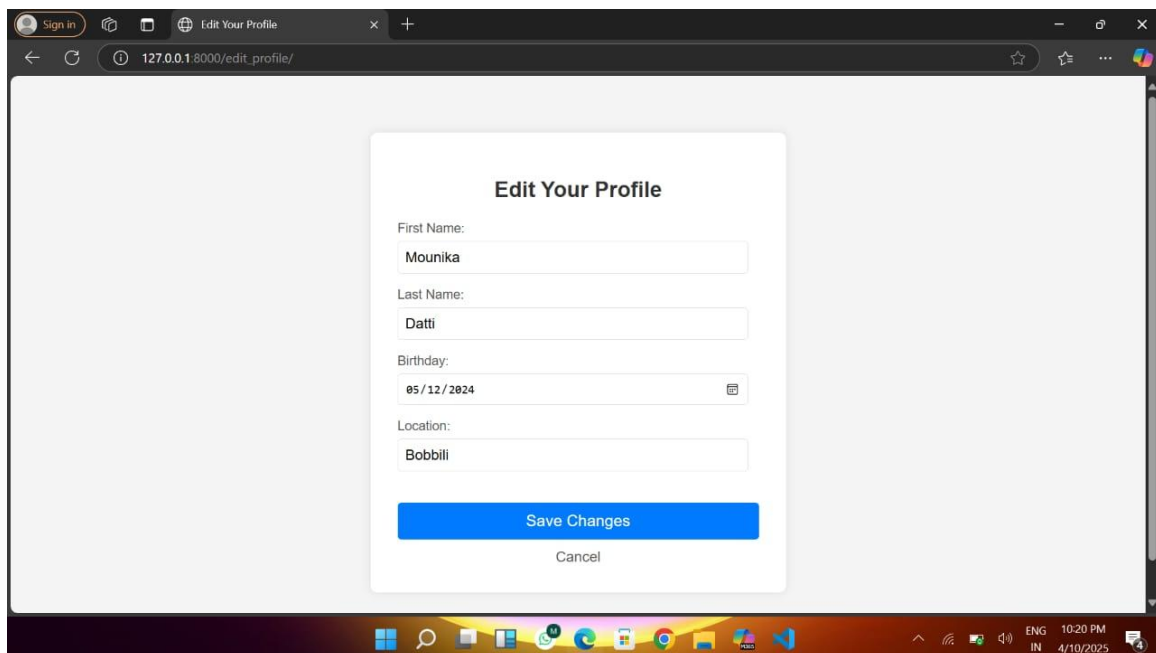 Sign in
Edit Your Profile
127.0.0.1:8000/edit_profile/
Edit Your Profile
First Name:
Mounika
Last Name:
Datti
Birthday:
05/12/2024
Location:
Bobbili
Save Changes
Cancel
M
ENG 10:20 PM
IN 4/10/2025
4